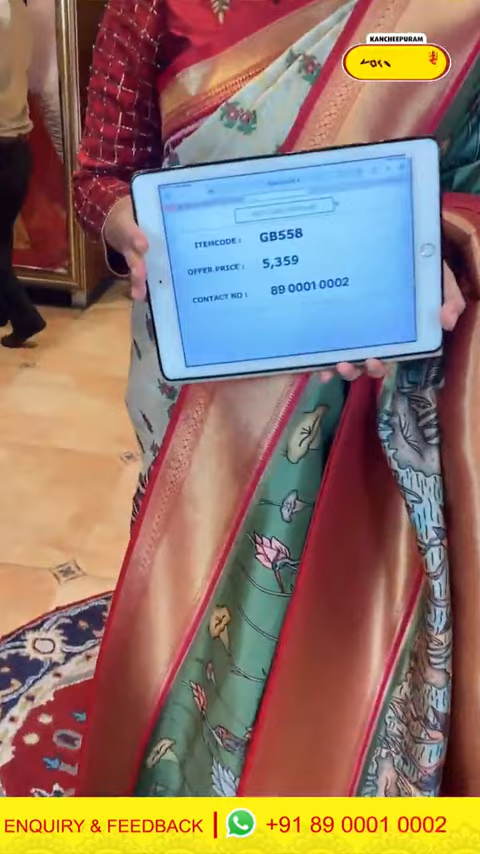 KANCHEEPURAM
ITEMCODE : GB558
OFFER PRICE : 5,359
CONTACT NO : 89 0001 0002
ENQUIRY & FEEDBACK | +91 89 0001 0002